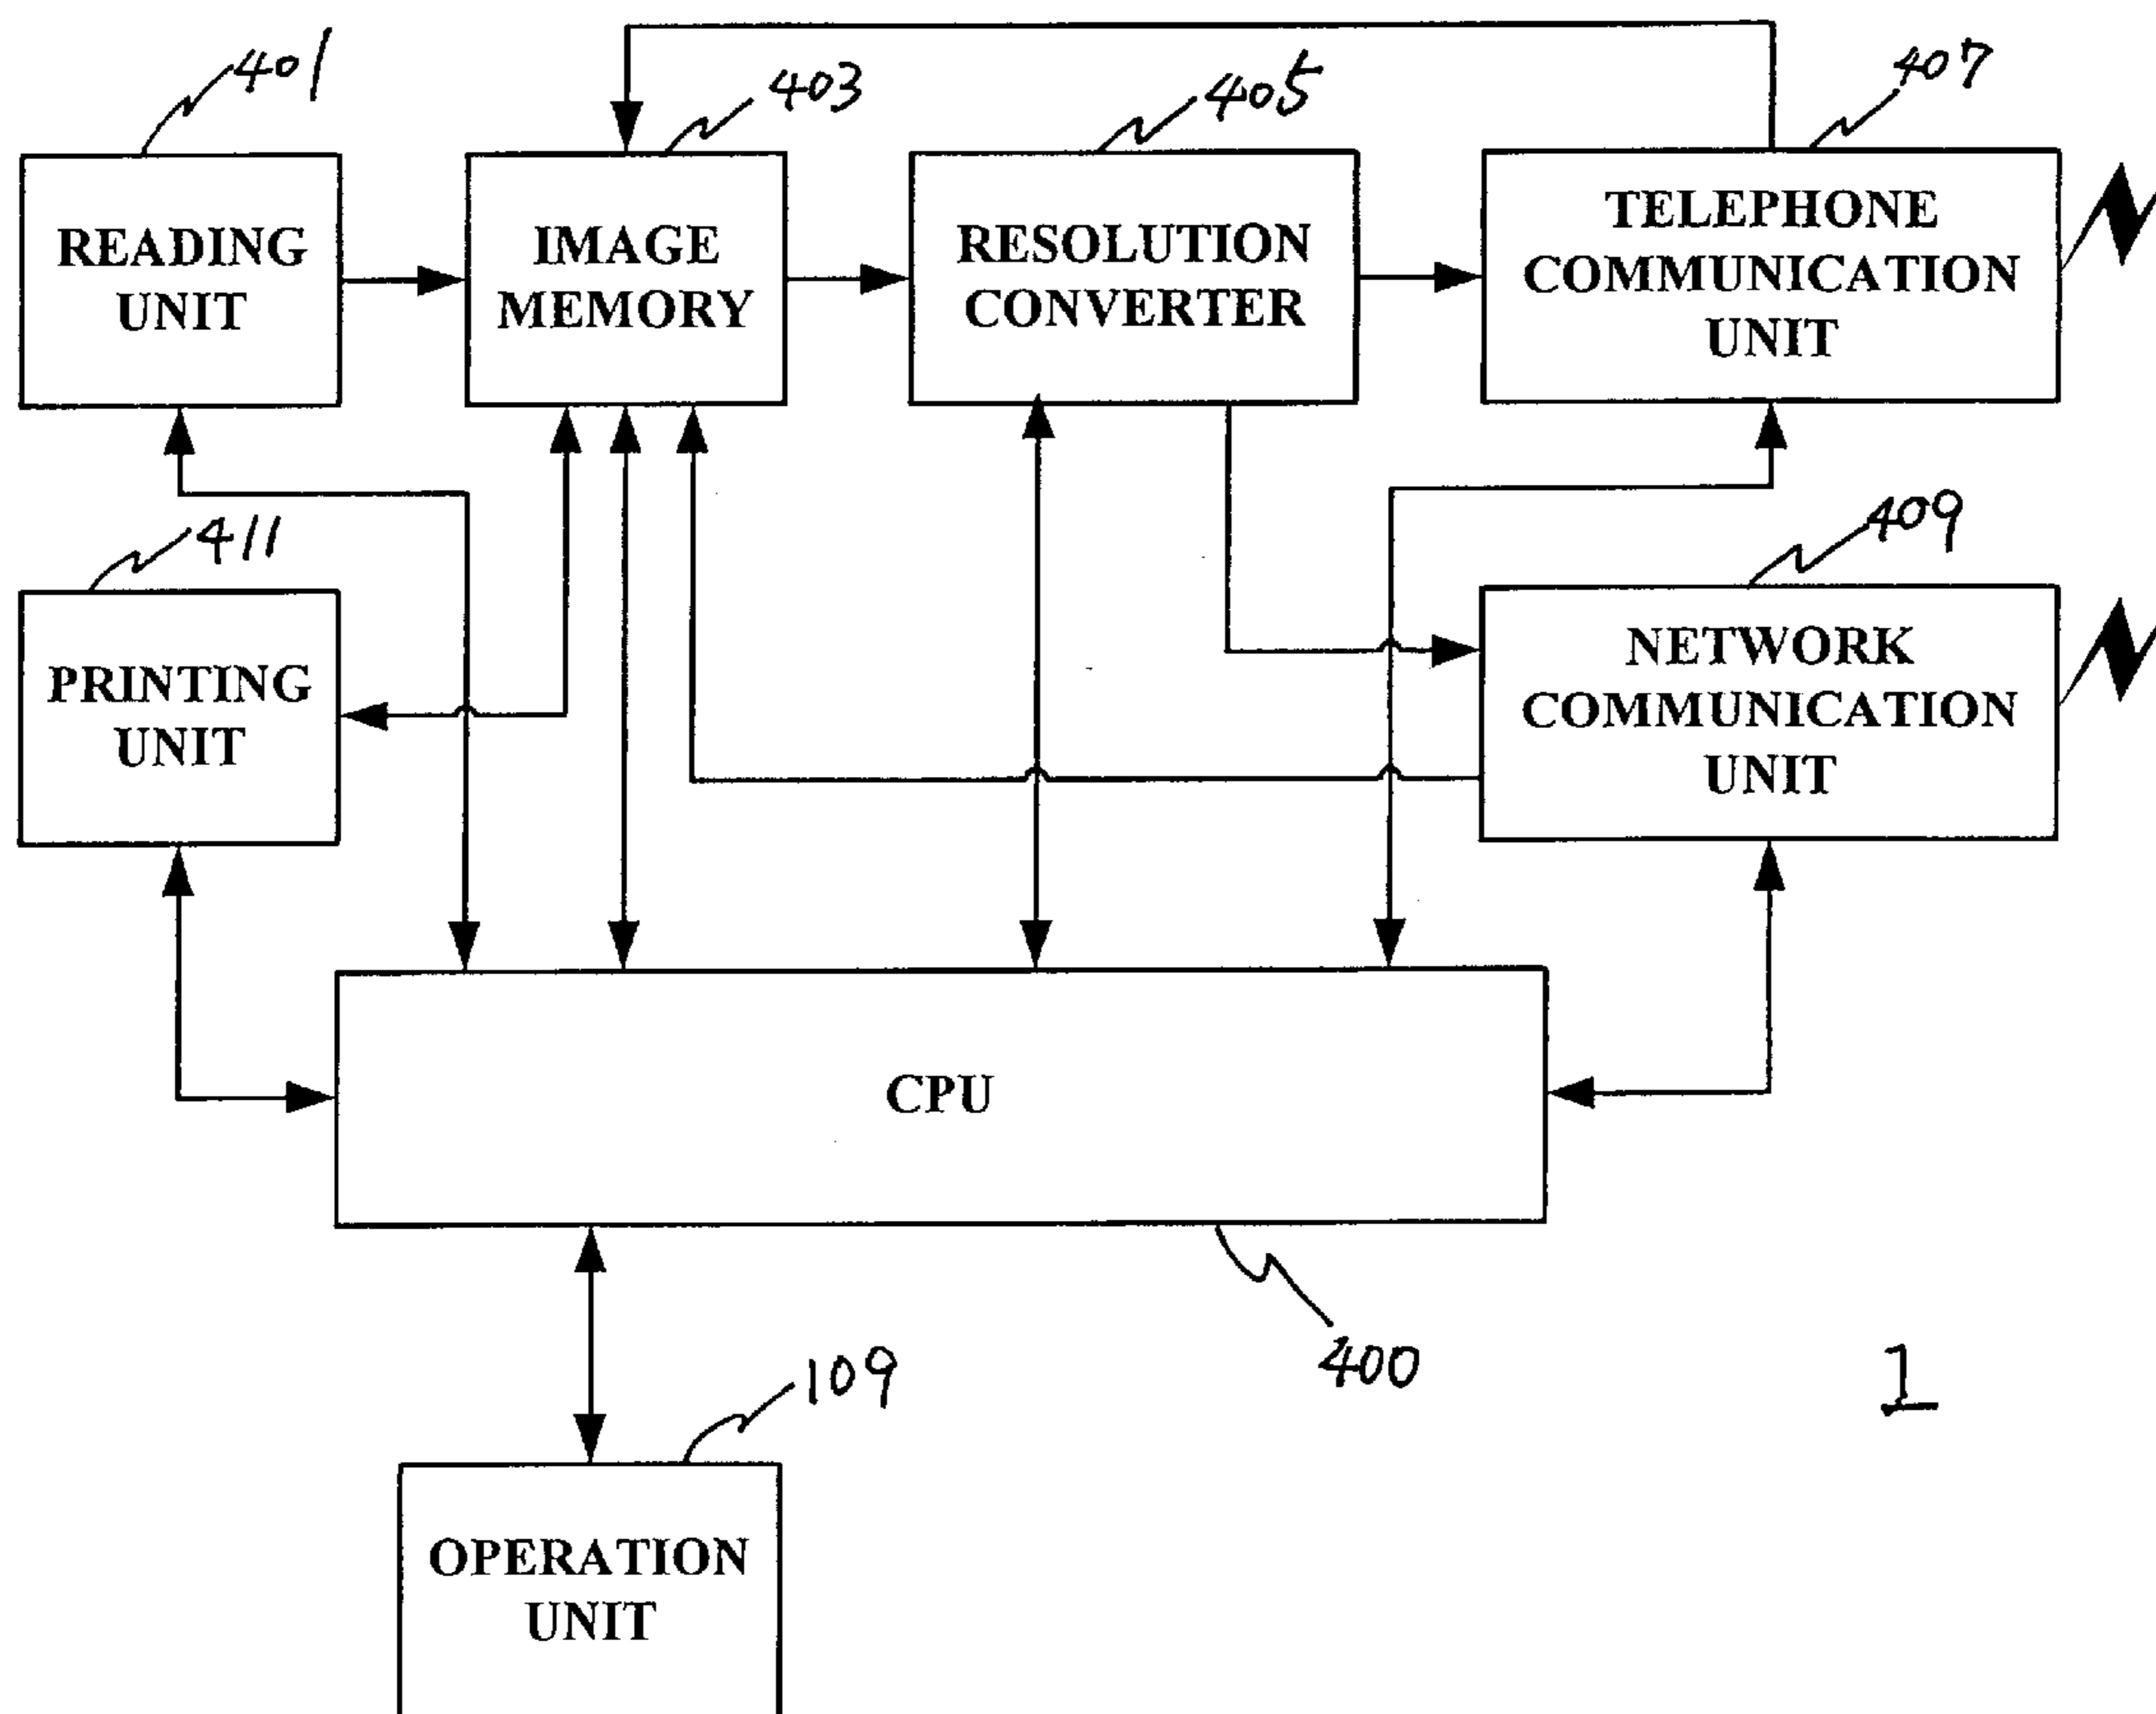 401
403
405
407
READING
UNIT
IMAGE
MEMORY
RESOLUTION
CONVERTER
TELEPHONE
COMMUNICATION
UNIT
411
409
PRINTING
UNIT
NETWORK
COMMUNICATION
UNIT
CPU
400
1
109
OPERATION
UNIT